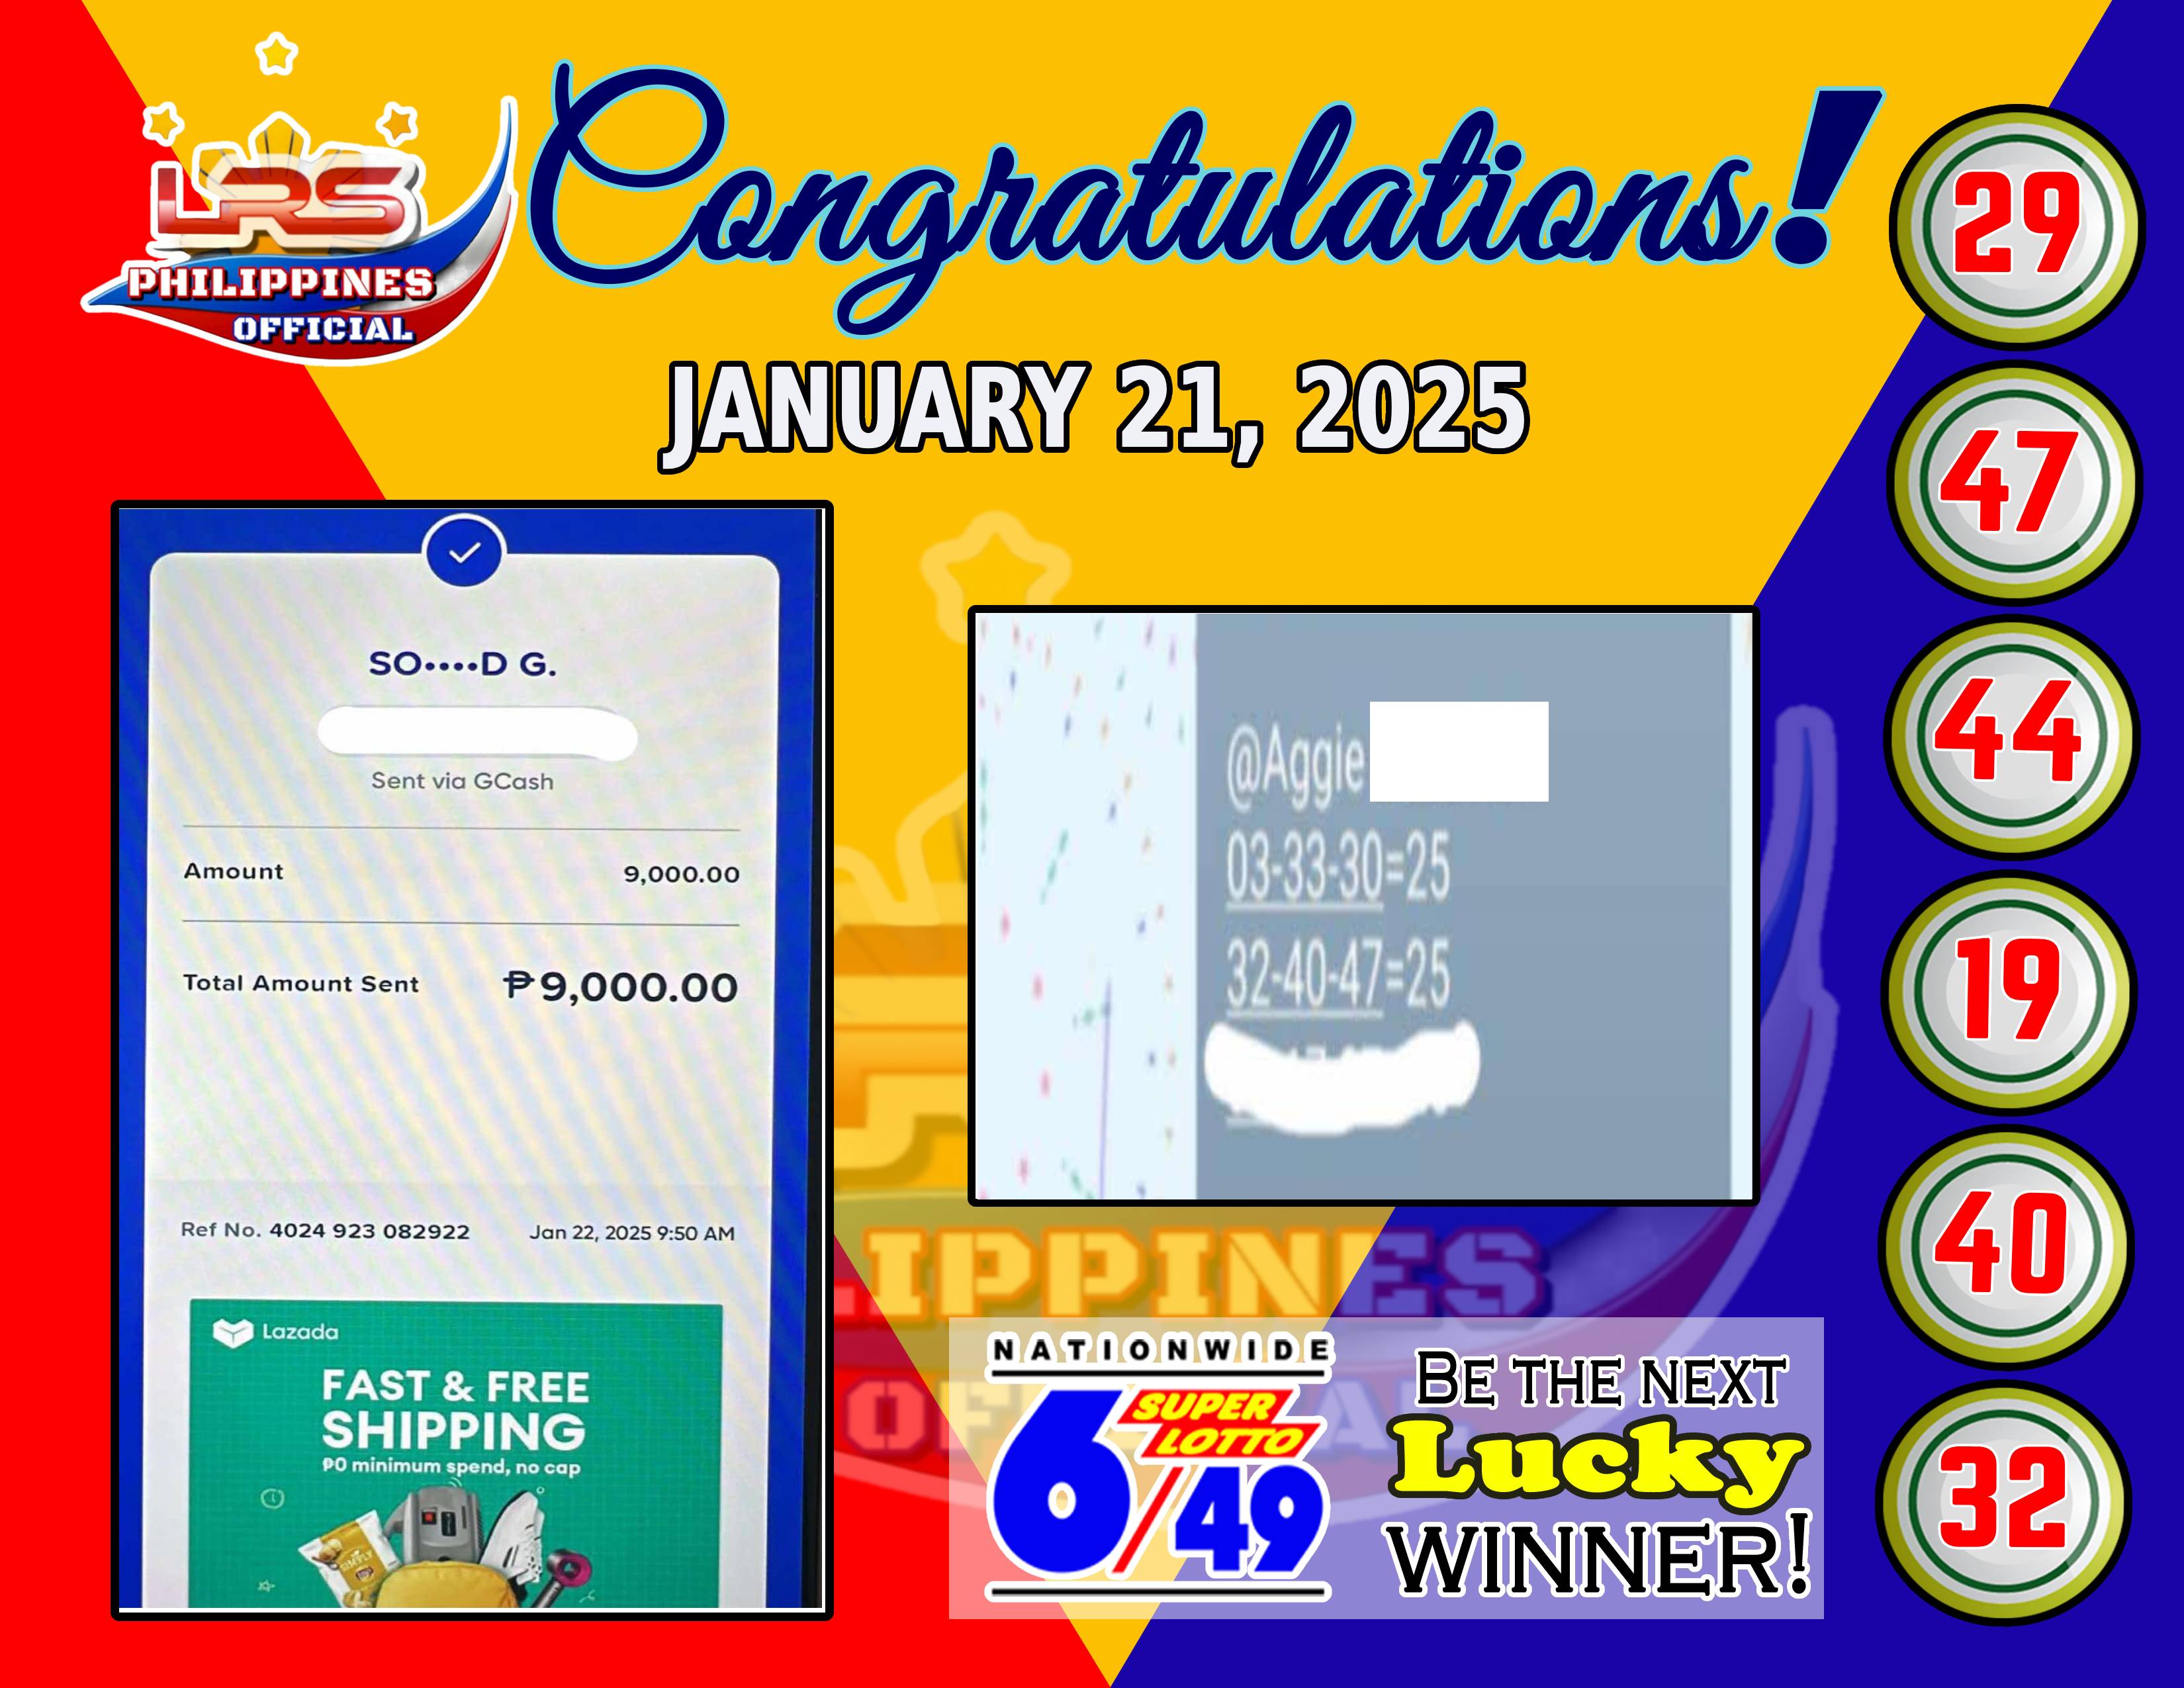 LRS
PHILIPPINES
OFFICIAL
Congratulations!
JANUARY 21, 2025
SO••••D G.
Sent via GCash
Amount 9,000.00
Total Amount Sent ₱9,000.00
Ref No. 4024 923 082922 Jan 22, 2025 9:50 AM
Lazada
FAST & FREE
SHIPPING
₱0 minimum spend, no cap
@Aggie
03-33-30=25
32-40-47=25
NATIONWIDE
SUPER
LOTTO
6/49
BE THE NEXT
Lucky
WINNER!
29
47
44
19
40
32